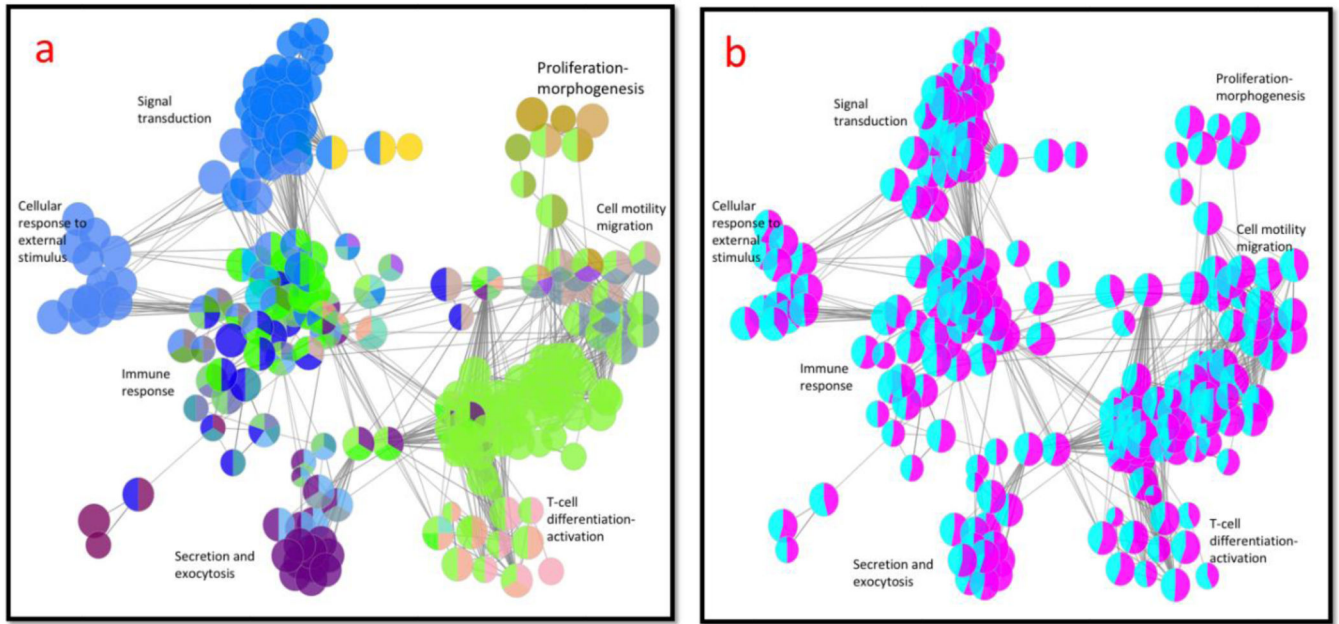 a
Proliferation-
morphogenesis
Signal
transduction
Cellular
response to
external
stimulus
Cell motility
migration
Immune
response
T-cell
differentiation-
activation
Secretion and
exocytosis
b
Proliferation-
morphogenesis
Signal
transduction
Cellular
response to
external
stimulus
Cell motility
migration
Immune
response
T-cell
differentiation-
activation
Secretion and
exocytosis